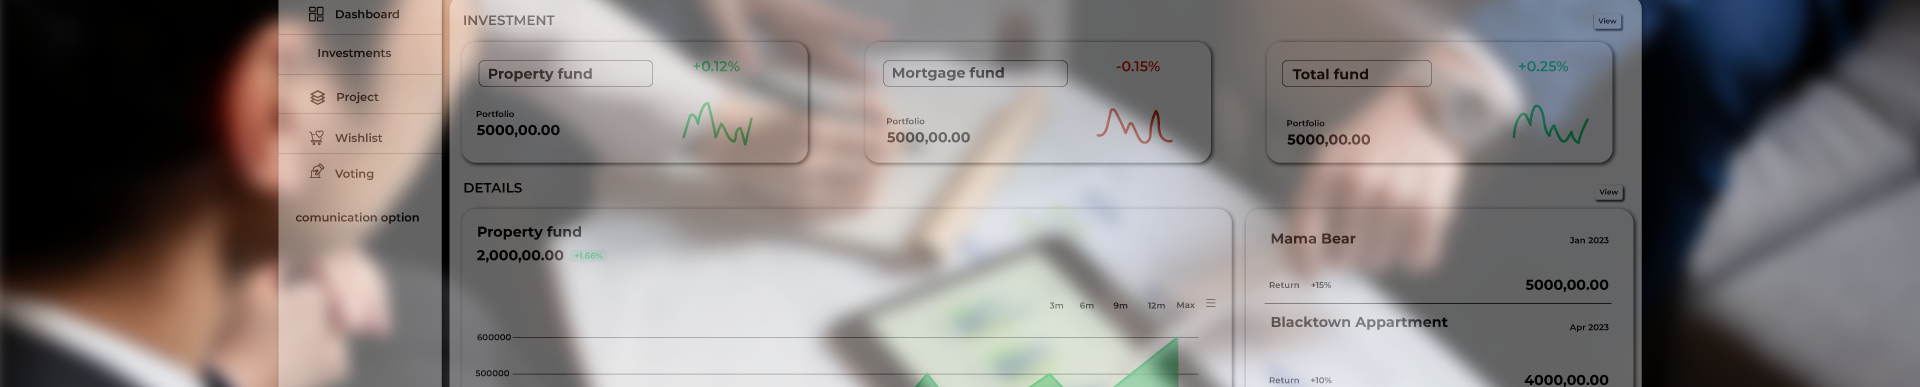 Dashboard
Investments
Project
Wishlist
Voting
comunication option
INVESTMENT
View
Property fund
+0.12%
Portfolio
5000,00.00
Mortgage fund
-0.15%
Portfolio
5000,00.00
Total fund
+0.25%
Portfolio
5000,00.00
DETAILS
View
Property fund
2,000,00.00 +1.66%
3m 6m 9m 12m Max
600000
500000
Mama Bear
Jan 2023
Return +15%
5000,00.00
Blacktown Appartment
Apr 2023
Return +10%
4000,00.00